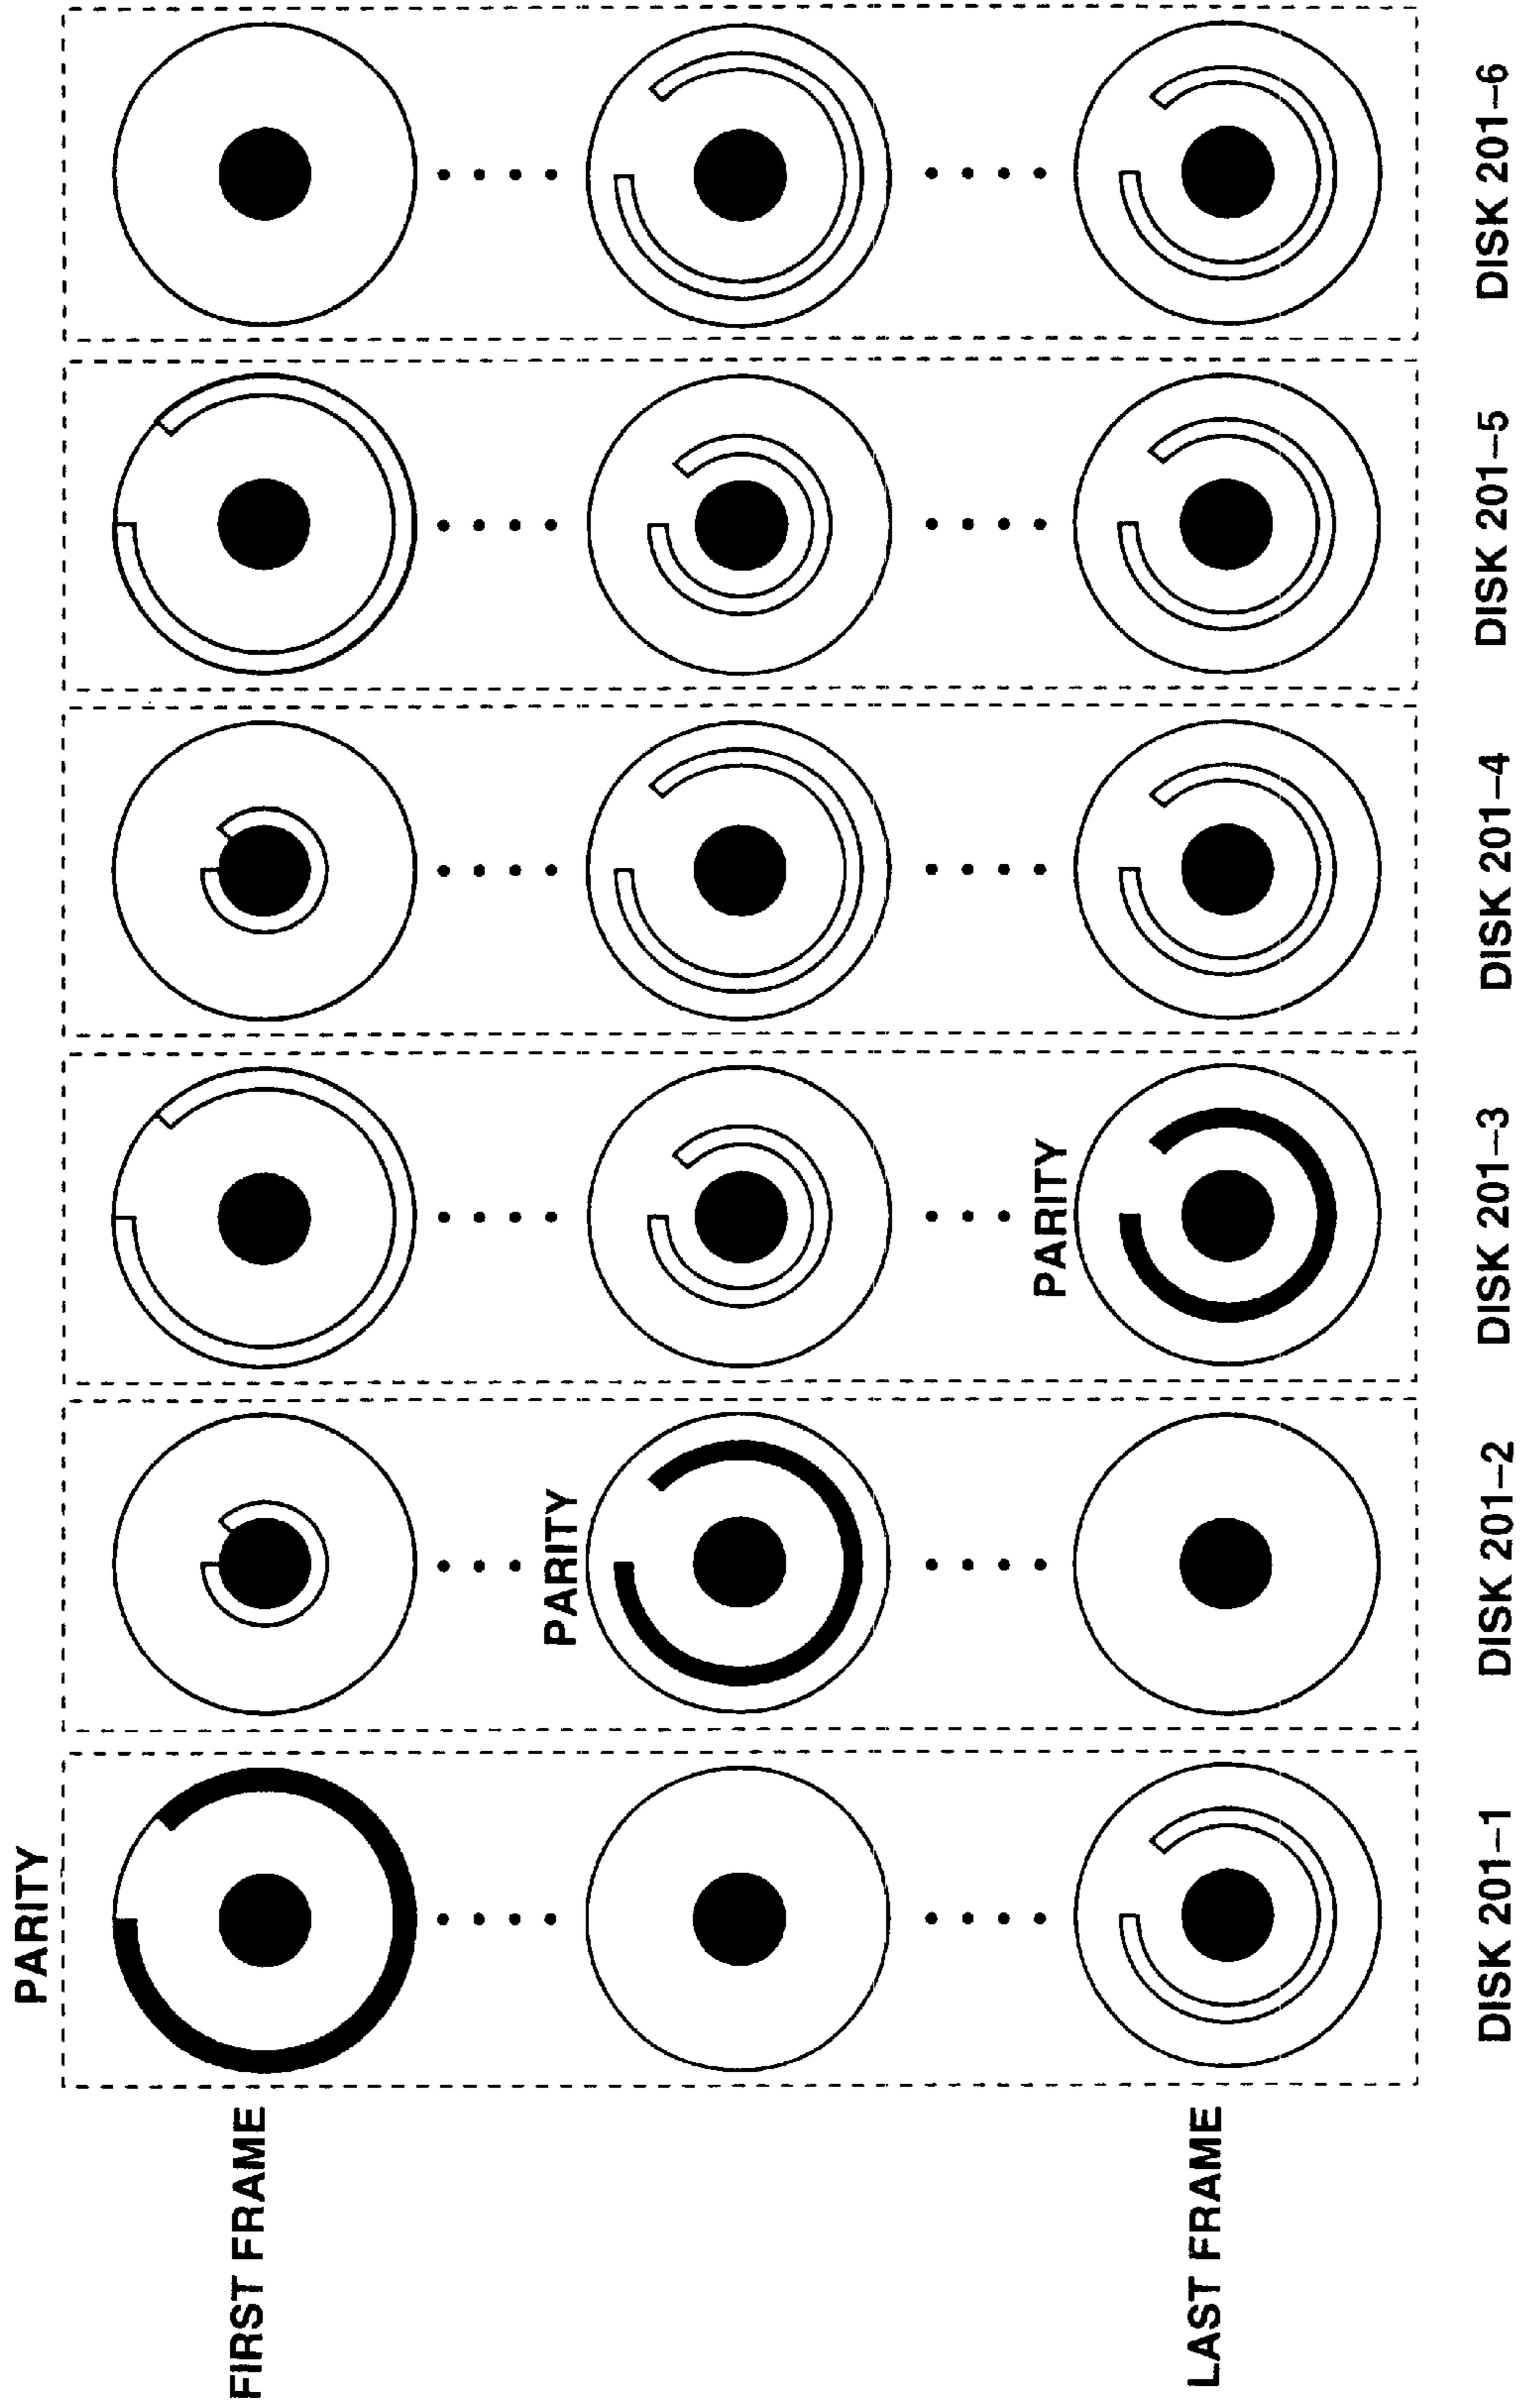 PARITY
FIRST FRAME
PARITY
PARITY
LAST FRAME
DISK 201-1
DISK 201-2
DISK 201-3
DISK 201-4
DISK 201-5
DISK 201-6